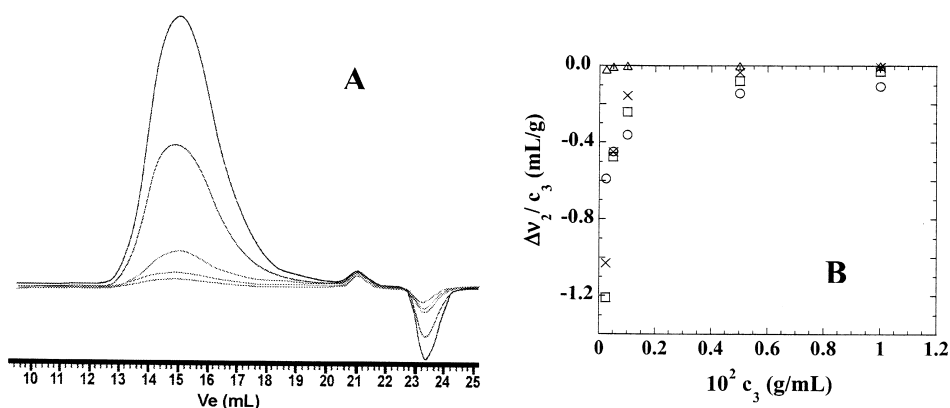 A
10 11 12 13 14 15 16 17 18 19 20 21 22 23 24 25
Ve (mL)
Δν₂ / c₃ (mL/g)
0.0
-0.4
-0.8
-1.2
B
0 0.2 0.4 0.6 0.8 1 1.2
10² c₃ (g/mL)